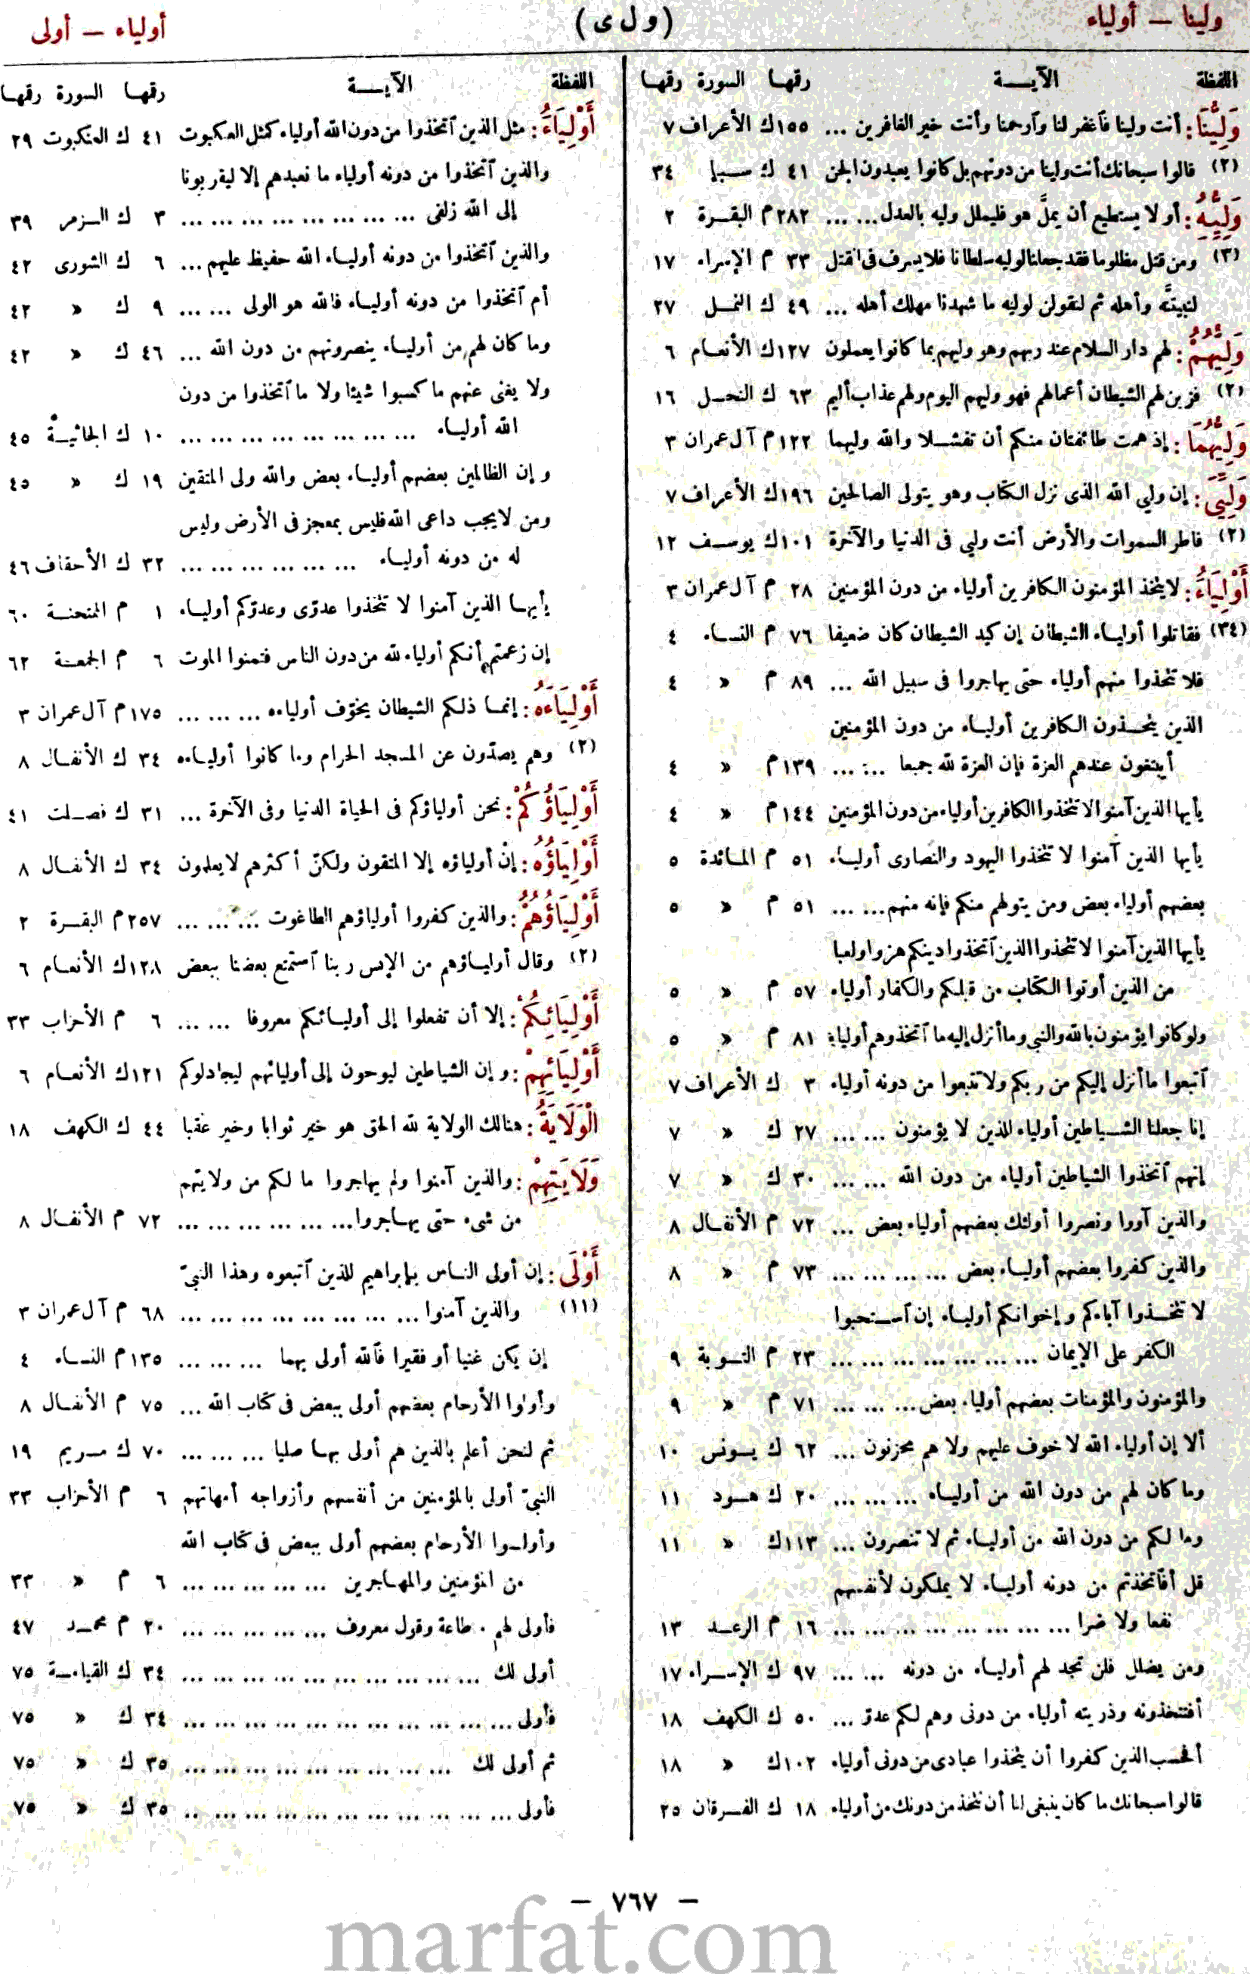 ولينا — أولياء
(ول ى)
أولياء — أولى
اللفظة الآيـــة رقمها السورة رقمها
وَلِيُّنَا : أنت ولينا فاغفر لنا وارحمنا وأنت خير الغافرين ... ١٥٥ ك الأعراف ٧
(٢) قالوا سبحانك أنت ولينا من دونهم بل كانوا يعبدون الجن ٤١ ك سبإ ٣٤
وَلِيُّهُ : أو لا يستطيع أن يملَّ هو فليملل وليه بالعدل ... ... ٢٨٢ م البقرة ٢
(٣) ومن قتل مظلوما فقد جعلنا لوليه سلطانا فلا يسرف فى القتل ٣٣ م الإسراء ١٧
لنبيتنَّه وأهله ثم لنقولن لوليه ما شهدنا مهلك أهله ... ٤٩ ك النمل ٢٧
وَلِيُّهُمْ : لهم دار السلام عند ربهم وهو وليهم بما كانوا يعملون ١٢٧ ك الأنعام ٦
(٢) فزين لهم الشيطان أعمالهم فهو وليهم اليوم ولهم عذاب أليم ٦٣ ك النحل ١٦
وَلِيُّهُمَا : إذ همت طائفتان منكم أن تفشلا والله وليهما ١٢٢ م آل عمران ٣
وَلِيِّىَ : إن وليي الله الذى نزل الكتاب وهو يتولى الصالحين ١٩٦ ك الأعراف ٧
(٢) فاطر السموات والأرض أنت وليي فى الدنيا والآخرة ١٠١ ك يوسف ١٢
أَوْلِيَاءَ : لا يتخذ المؤمنون الكافرين أولياء من دون المؤمنين ٢٨ م آل عمران ٣
(٣٤) فقاتلوا أولياء الشيطان إن كيد الشيطان كان ضعيفا ٧٦ م النساء ٤
فلا تتخذوا منهم أولياء حتى يهاجروا فى سبيل الله ... ٨٩ م » ٤
الذين يتخذون الكافرين أولياء من دون المؤمنين
أيبتغون عندهم العزة فإن العزة لله جميعا ... ... ١٣٩ م » ٤
يأيها الذين آمنوا لا تتخذوا الكافرين أولياء من دون المؤمنين ١٤٤ م » ٤
يأيها الذين آمنوا لا تتخذوا اليهود والنصارى أولياء ٥١ م المائدة ٥
بعضهم أولياء بعض ومن يتولهم منكم فإنه منهم ... ... ٥١ م » ٥
يأيها الذين آمنوا لا تتخذوا الذين اتخذوا دينكم هزوا ولعبا
من الذين أوتوا الكتاب من قبلكم والكفار أولياء ٥٧ م » ٥
ولو كانوا يؤمنون بالله والنبي وما أنزل إليه ما اتخذوهم أولياء ٨١ م » ٥
اتبعوا ما أنزل إليكم من ربكم ولا تتبعوا من دونه أولياء ٣ ك الأعراف ٧
إنا جعلنا الشياطين أولياء للذين لا يؤمنون ... ... ٢٧ ك » ٧
إنهم اتخذوا الشياطين أولياء من دون الله ... ... ٣٠ ك » ٧
والذين آووا ونصروا أولئك بعضهم أولياء بعض ... ٧٢ م الأنفال ٨
والذين كفروا بعضهم أولياء بعض ... ... ... ... ٧٣ م » ٨
لا تتخذوا آباءكم وإخوانكم أولياء إن استحبوا
الكفر على الإيمان ... ... ... ... ... ... ... ٢٣ م التوبة ٩
والمؤمنون والمؤمنات بعضهم أولياء بعض ... ... ... ٧١ م » ٩
ألا إن أولياء الله لا خوف عليهم ولا هم يحزنون ... ٦٢ ك يونس ١٠
وما كان لهم من دون الله من أولياء ... ... ... ٢٠ ك هود ١١
وما لكم من دون الله من أولياء ثم لا تنصرون ... ١١٣ ك » ١١
قل أفاتخذتم من دونه أولياء لا يملكون لأنفسهم
نفعا ولا ضرا ... ... ... ... ... ... ... ... ١٦ م الرعد ١٣
ومن يضلل فلن تجد لهم أولياء من دونه ... ... ٩٧ ك الإسراء ١٧
أفتتخذونه وذريته أولياء من دونى وهم لكم عدو ... ٥٠ ك الكهف ١٨
أفحسب الذين كفروا أن يتخذوا عبادى من دونى أولياء ١٠٢ ك » ١٨
قالوا سبحانك ما كان ينبغى لنا أن نتخذ من دونك من أولياء ١٨ ك الفرقان ٢٥
اللفظة الآيـــة رقمها السورة رقمها
أَوْلِيَاءَ : مثل الذين اتخذوا من دون الله أولياء كمثل العنكبوت ٤١ ك العنكبوت ٢٩
والذين اتخذوا من دونه أولياء ما نعبدهم إلا ليقربونا
إلى الله زلفى ... ... ... ... ... ... ... ... ٣ ك الزمر ٣٩
والذين اتخذوا من دونه أولياء الله حفيظ عليهم ... ٦ ك الشورى ٤٢
أم اتخذوا من دونه أولياء فالله هو الولى ... ... ٩ ك » ٤٢
وما كان لهم من أولياء ينصرونهم من دون الله ... ٤٦ ك » ٤٢
ولا يغنى عنهم ما كسبوا شيئا ولا ما اتخذوا من دون
الله أولياء ... ... ... ... ... ... ... ... ... ١٠ ك الجاثية ٤٥
وإن الظالمين بعضهم أولياء بعض والله ولى المتقين ١٩ ك » ٤٥
ومن لا يجب داعى الله فليس بمعجز فى الأرض وليس
له من دونه أولياء ... ... ... ... ... ... ... ٣٢ ك الأحقاف ٤٦
يأيها الذين آمنوا لا تتخذوا عدوّى وعدوّكم أولياء ١ م الممتحنة ٦٠
إن زعمتم أنكم أولياء لله من دون الناس فتمنوا الموت ٦ م الجمعة ٦٢
أَوْلِيَاءَهُ : إنما ذلكم الشيطان يخوّف أولياءه ... ... ... ١٧٥ م آل عمران ٣
(٢) وهم يصدّون عن المسجد الحرام وما كانوا أولياءه ٣٤ ك الأنفال ٨
أَوْلِيَاؤُكُمْ : نحن أولياؤكم فى الحياة الدنيا وفى الآخرة ... ٣١ ك فصلت ٤١
أَوْلِيَاؤُهُ : إنْ أولياؤه إلا المتقون ولكنّ أكثرهم لا يعلمون ٣٤ ك الأنفال ٨
أَوْلِيَاؤُهُمْ : والذين كفروا أولياؤهم الطاغوت ... ... ... ٢٥٧ م البقرة ٢
(٢) وقال أولياؤهم من الإنس ربنا استمتع بعضنا ببعض ١٢٨ ك الأنعام ٦
أَوْلِيَائِكُمْ : إلا أن تفعلوا إلى أوليائكم معروفا ... ... ٦ م الأحزاب ٣٣
أَوْلِيَائِهِمْ : وإن الشياطين ليوحون إلى أوليائهم ليجادلوكم ١٢١ ك الأنعام ٦
الْوَلَايَةُ : هنالك الولاية لله الحق هو خير ثوابا وخير عقبا ٤٤ ك الكهف ١٨
وَلَايَتِهِمْ : والذين آمنوا ولم يهاجروا ما لكم من ولايتهم
من شىء حتى يهاجروا ... ... ... ... ... ... ٧٢ م الأنفال ٨
أَوْلَى : إن أولى الناس بإبراهيم للذين اتبعوه وهذا النبىّ
(١١) والذين آمنوا ... ... ... ... ... ... ... ... ٦٨ م آل عمران ٣
إن يكن غنيا أو فقيرا فالله أولى بهما ... ... ... ١٣٥ م النساء ٤
وأولوا الأرحام بعضهم أولى ببعض فى كتاب الله ... ٧٥ م الأنفال ٨
ثم لنحن أعلم بالذين هم أولى بها صليا ... ... ... ٧٠ ك مريم ١٩
النبىّ أولى بالمؤمنين من أنفسهم وأزواجه أمهاتهم ٦ م الأحزاب ٣٣
وأولوا الأرحام بعضهم أولى ببعض فى كتاب الله
من المؤمنين والمهاجرين ... ... ... ... ... ... ٦ م » ٣٣
فأولى لهم . طاعة وقول معروف ... ... ... ... ... ٢٠ م محمد ٤٧
أولى لك ... ... ... ... ... ... ... ... ... ... ... ٣٤ ك القيامة ٧٥
فأولى ... ... ... ... ... ... ... ... ... ... ... ... ٣٤ ك » ٧٥
ثم أولى لك ... ... ... ... ... ... ... ... ... ... ٣٥ ك » ٧٥
فأولى ... ... ... ... ... ... ... ... ... ... ... ... ٣٥ ك » ٧٥
— ٧٦٧ —
marfat.com